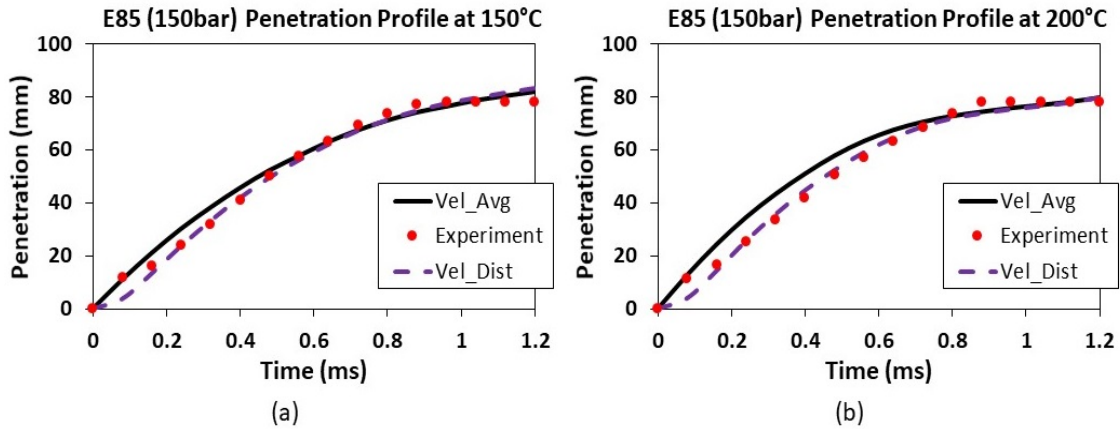 E85 (150bar) Penetration Profile at 150°C
100
80
60
40
20
0
Penetration (mm)
Vel_Avg
Experiment
Vel_Dist
0 0.2 0.4 0.6 0.8 1 1.2
Time (ms)
(a)
E85 (150bar) Penetration Profile at 200°C
100
80
60
40
20
0
Penetration (mm)
Vel_Avg
Experiment
Vel_Dist
0 0.2 0.4 0.6 0.8 1 1.2
Time (ms)
(b)